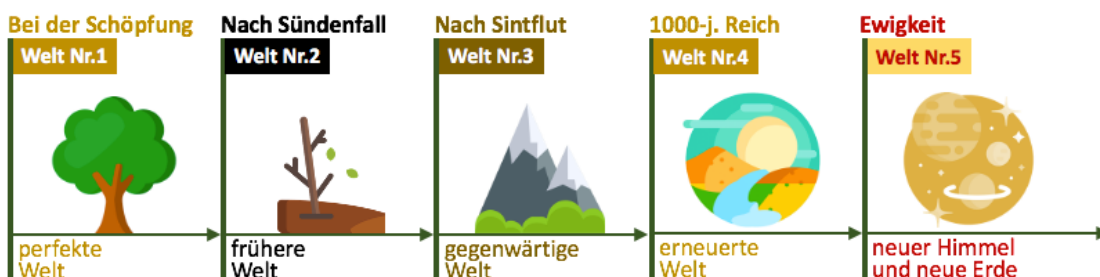 Bei der Schöpfung
Welt Nr.1
perfekte
Welt
Nach Sündenfall
Welt Nr.2
frühere
Welt
Nach Sintflut
Welt Nr.3
gegenwärtige
Welt
1000-j. Reich
Welt Nr.4
erneuerte
Welt
Ewigkeit
Welt Nr.5
neuer Himmel
und neue Erde